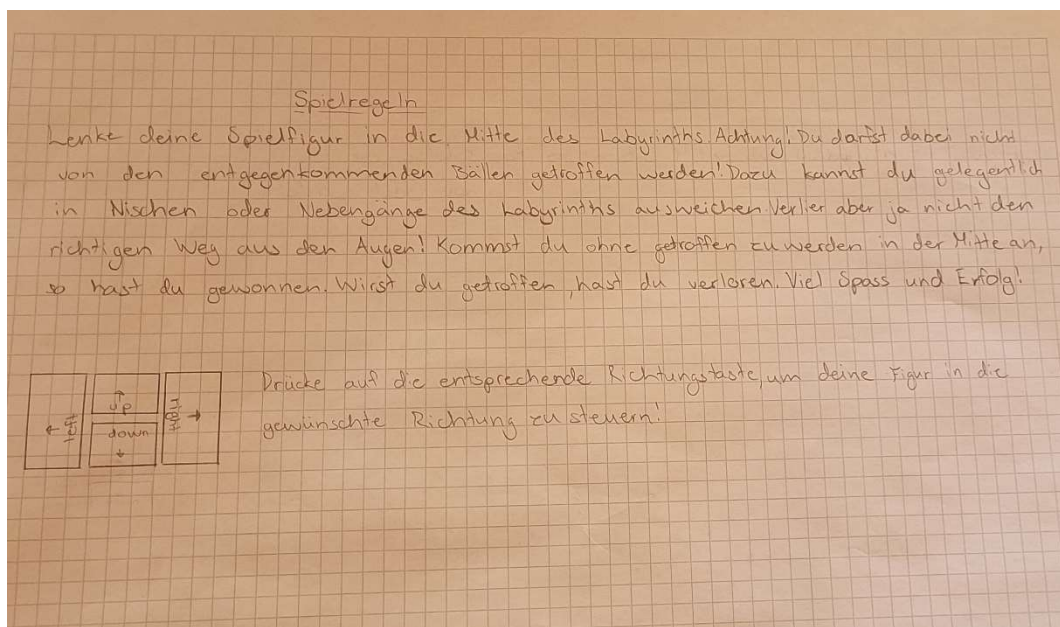 Spielregeln
Lenke deine Spielfigur in die Mitte des Labyrinths. Achtung! Du darfst dabei nicht
von den entgegenkommenden Bällen getroffen werden! Dazu kannst du gelegentlich
in Nischen oder Nebengänge des Labyrinths ausweichen. Verlier aber ja nicht den
richtigen Weg aus den Augen! Kommst du ohne getroffen zu werden in der Mitte an,
so hast du gewonnen. Wirst du getroffen, hast du verloren. Viel Spass und Erfolg!
Drücke auf die entsprechende Richtungstaste, um deine Figur in die
gewünschte Richtung zu steuern!
← left
↑ up
down ↓
right →